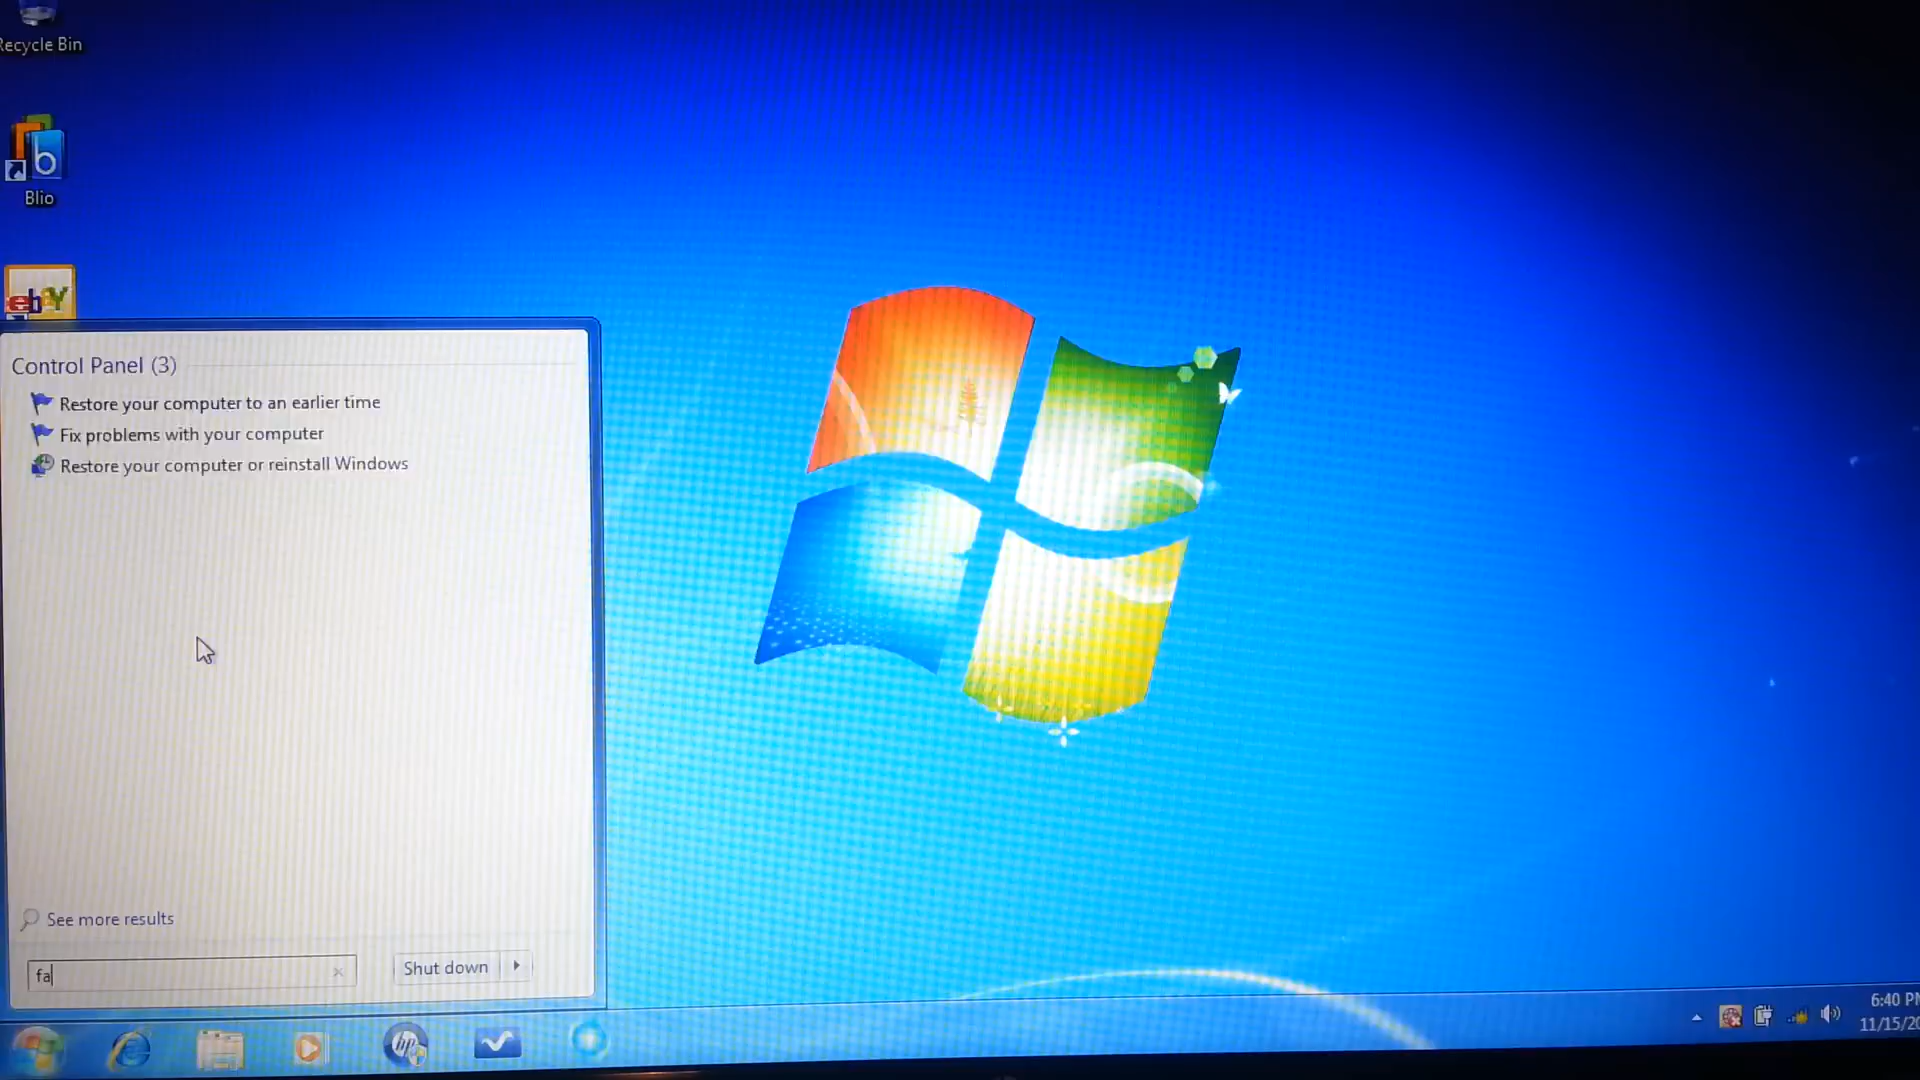 Recycle Bin
Blio
ebay
Control Panel (3)
Restore your computer to an earlier time
Fix problems with your computer
Restore your computer or reinstall Windows
See more results
fa
Shut down
hp
6:40 PM
11/15/20